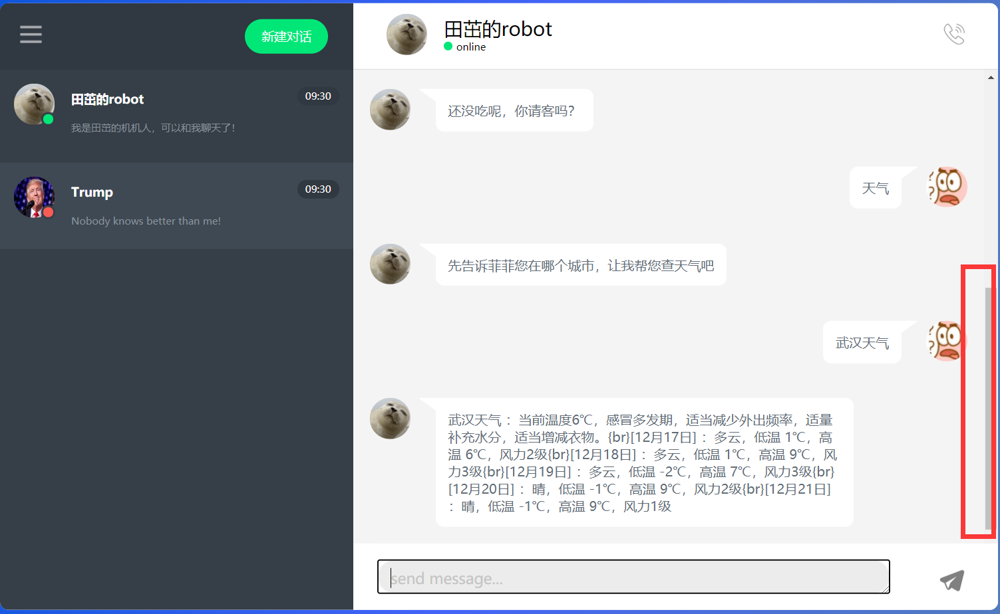 新建对话
田茁的robot
09:30
我是田茁的机机人，可以和我聊天了！
Trump
09:30
Nobody knows better than me!
田茁的robot
online
还没吃呢，你请客吗？
天气
先告诉菲菲您在哪个城市，让我帮您查天气吧
武汉天气
武汉天气：当前温度6℃，感冒多发期，适当减少外出频率，适量
补充水分，适当增减衣物。{br}[12月17日]：多云，低温 1℃，高
温 6℃，风力2级{br}[12月18日]：多云，低温 1℃，高温 9℃，风
力3级{br}[12月19日]：多云，低温 -2℃，高温 7℃，风力3级{br}
[12月20日]：晴，低温 -1℃，高温 9℃，风力2级{br}[12月21日]
：晴，低温 -1℃，高温 9℃，风力1级
send message...